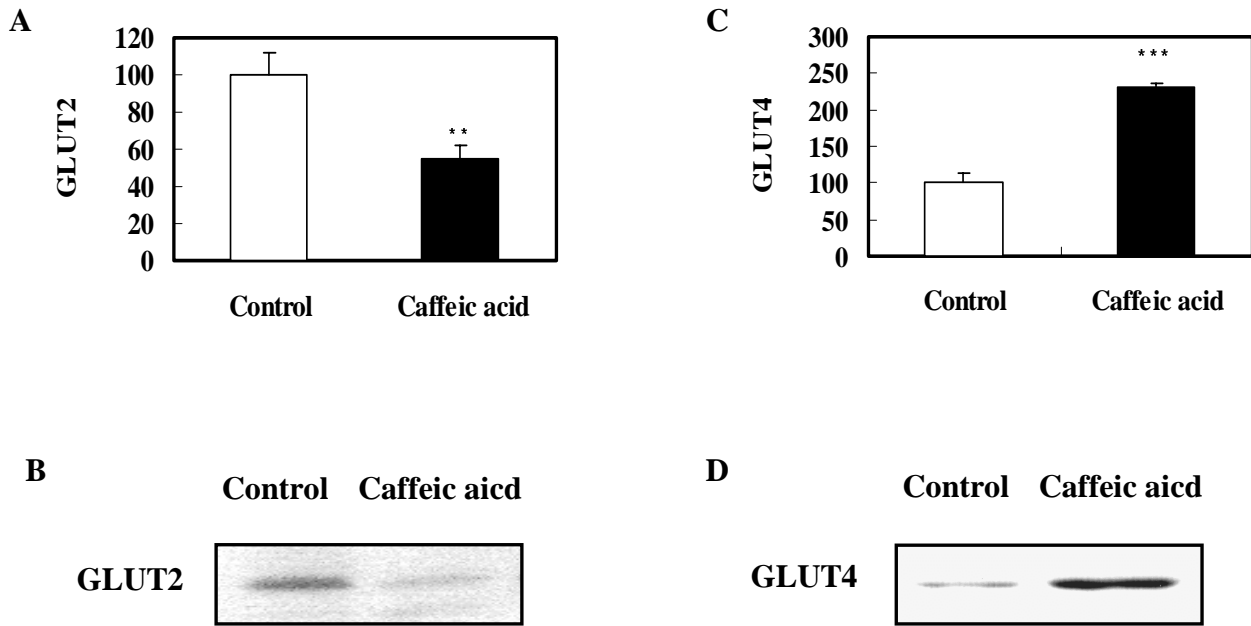 A
120
100
80
60
40
20
0
GLUT2
**
Control Caffeic acid
C
300
250
200
150
100
50
0
GLUT4
***
Control Caffeic acid
B
Control Caffeic aicd
GLUT2
D
Control Caffeic aicd
GLUT4